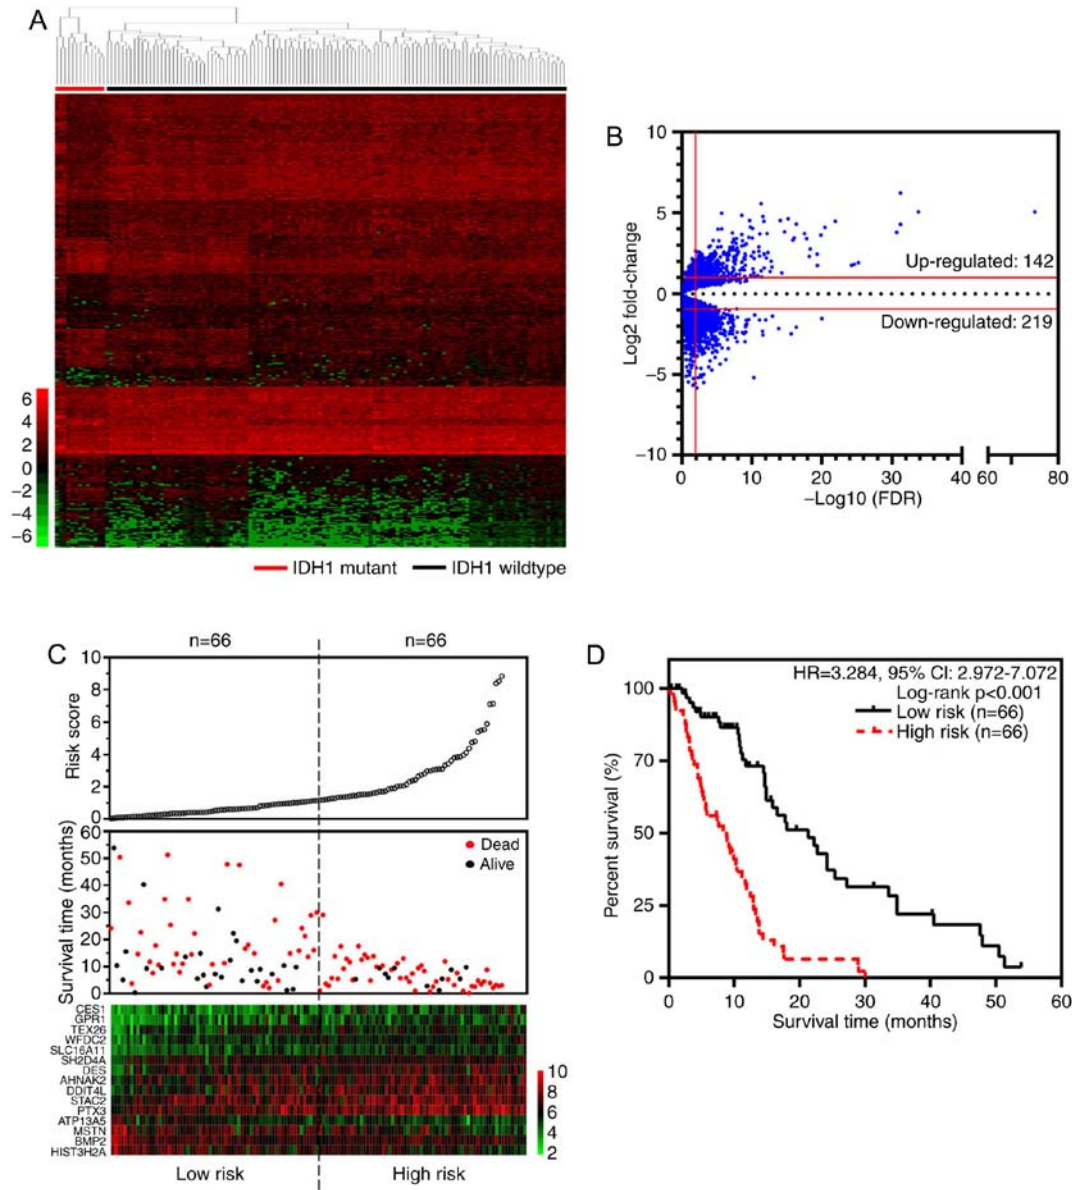 A
6
4
2
0
−2
−4
−6
IDH1 mutant
IDH1 wildtype
B
10
5
0
−5
−10
Log2 fold-change
Up-regulated: 142
Down-regulated: 219
0 10 20 30 40 60 80
−Log10 (FDR)
C
n=66 n=66
10
8
6
4
2
0
Risk score
60
50
40
30
20
10
0
Survival time (months)
Dead
Alive
CES1
GPR1
TEX26
WFDC2
SLC16A11
SH2D4A
DES
AHNAK2
DDIT4L
STAC2
PTX3
ATP13A5
MSTN
BMP2
HIST3H2A
10
8
6
4
2
Low risk High risk
D
HR=3.284, 95% CI: 2.972-7.072
Log-rank p<0.001
Low risk (n=66)
High risk (n=66)
100
70
50
25
0
Percent survival (%)
0 10 20 30 40 50 60
Survival time (months)